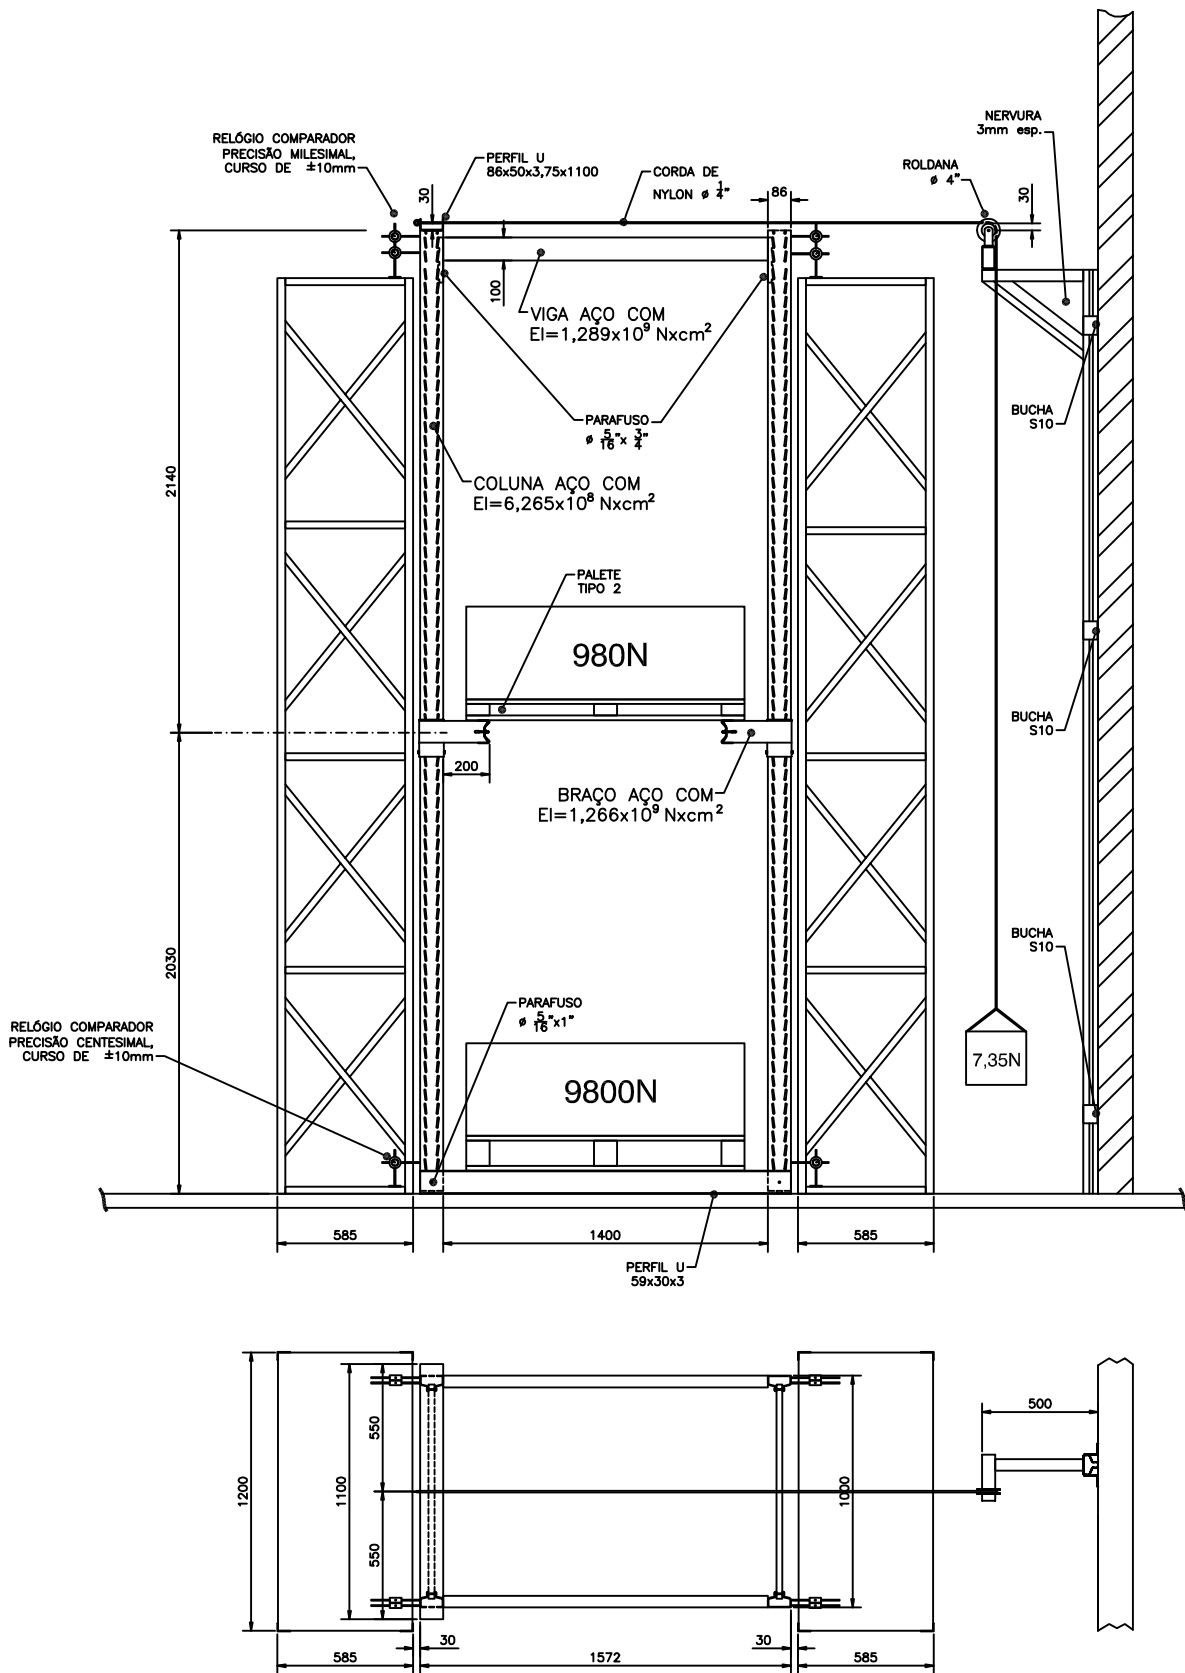 RELÓGIO COMPARADOR
PRECISÃO MILESIMAL,
CURSO DE ±10mm
PERFIL U
86x50x3,75x1100
CORDA DE
NYLON ø 1/4"
86
ROLDANA
ø 4"
NERVURA
3mm esp.
30
30
100
VIGA AÇO COM
EI=1,289x10⁹ Nxcm²
PARAFUSO
ø 5/16"x 3/4"
BUCHA
S10
2140
COLUNA AÇO COM
EI=6,265x10⁸ Nxcm²
PALETE
TIPO 2
980N
BUCHA
S10
200
BRAÇO AÇO COM
EI=1,266x10⁹ Nxcm²
2030
BUCHA
S10
PARAFUSO
ø 5/16"x1"
RELÓGIO COMPARADOR
PRECISÃO CENTESIMAL,
CURSO DE ±10mm
9800N
7,35N
585
1400
585
PERFIL U
59x30x3
1200
1100
550
550
1000
500
30
30
585
1572
585